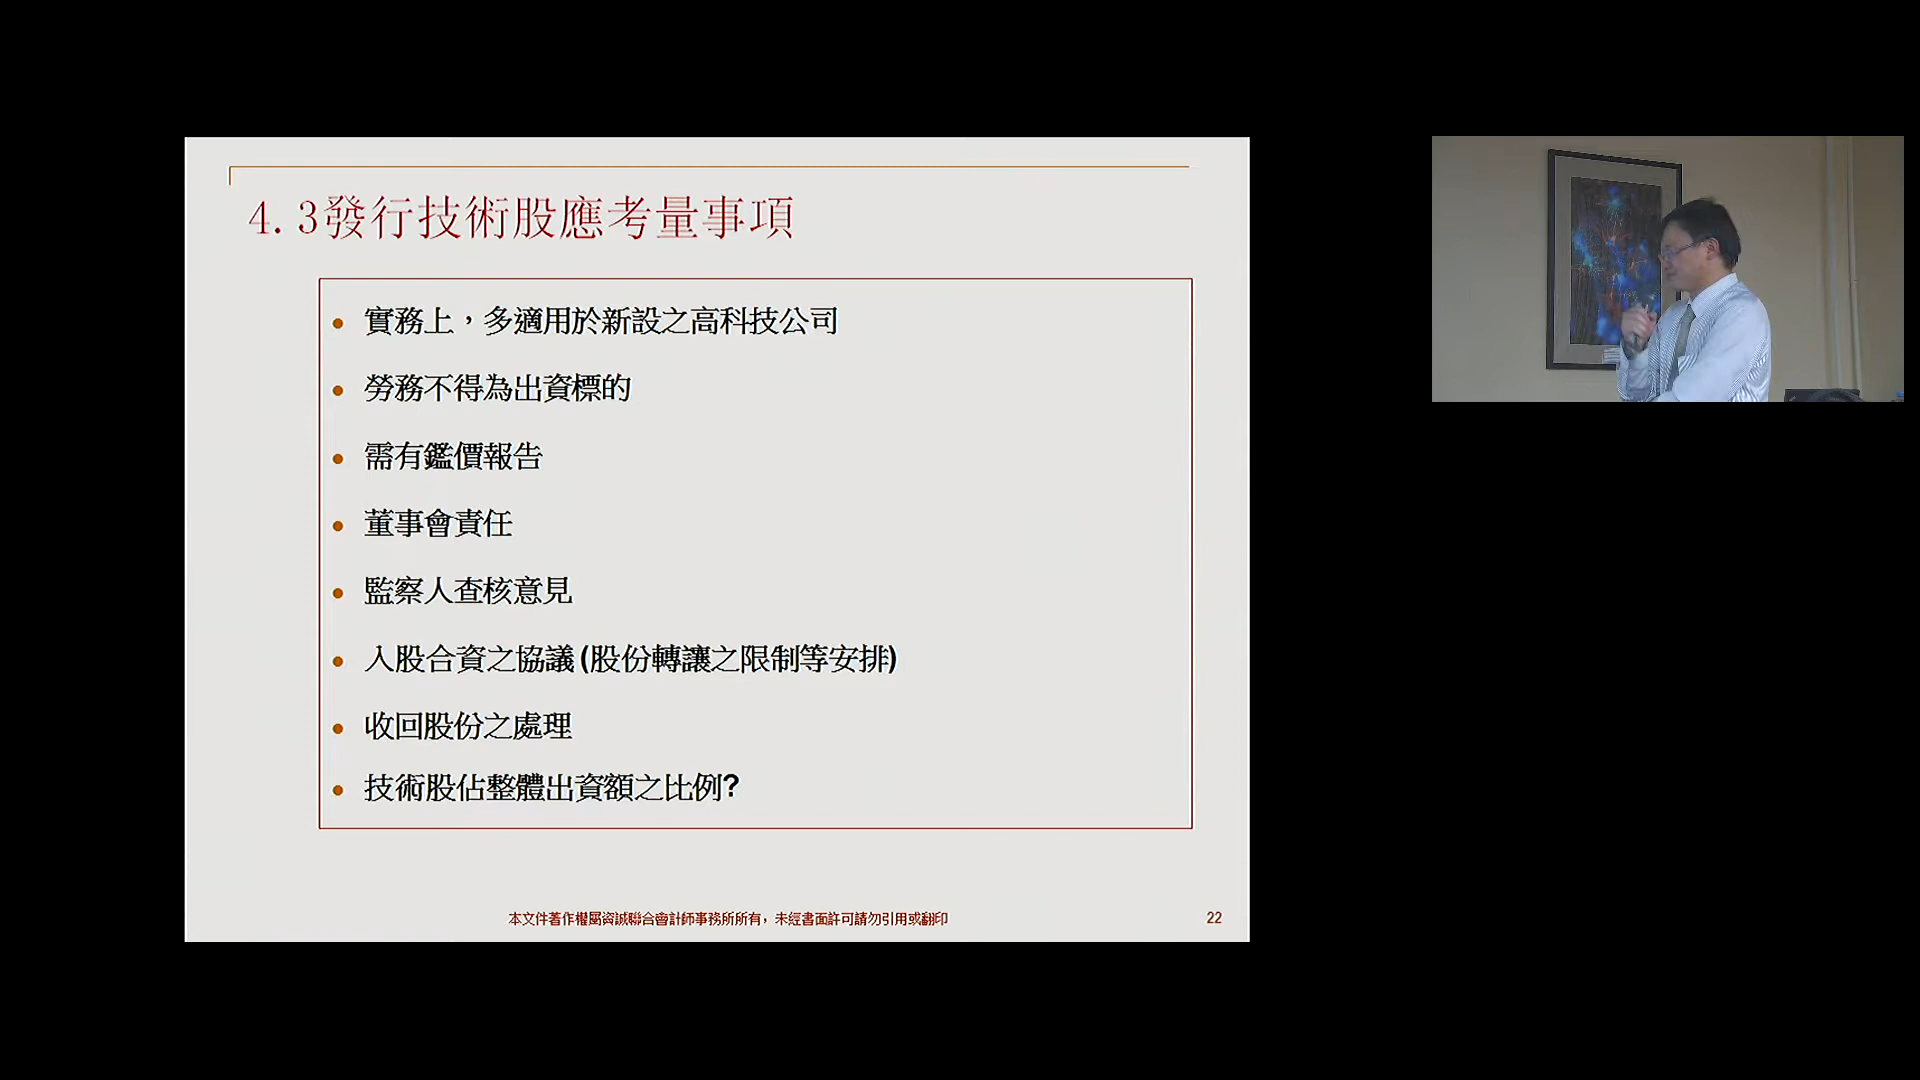 4.3發行技術股應考量事項
實務上，多適用於新設之高科技公司
勞務不得為出資標的
需有鑑價報告
董事會責任
監察人查核意見
入股合資之協議(股份轉讓之限制等安排)
收回股份之處理
技術股佔整體出資額之比例?
本文件著作權屬資誠聯合會計師事務所所有，未經書面許可請勿引用或翻印
22